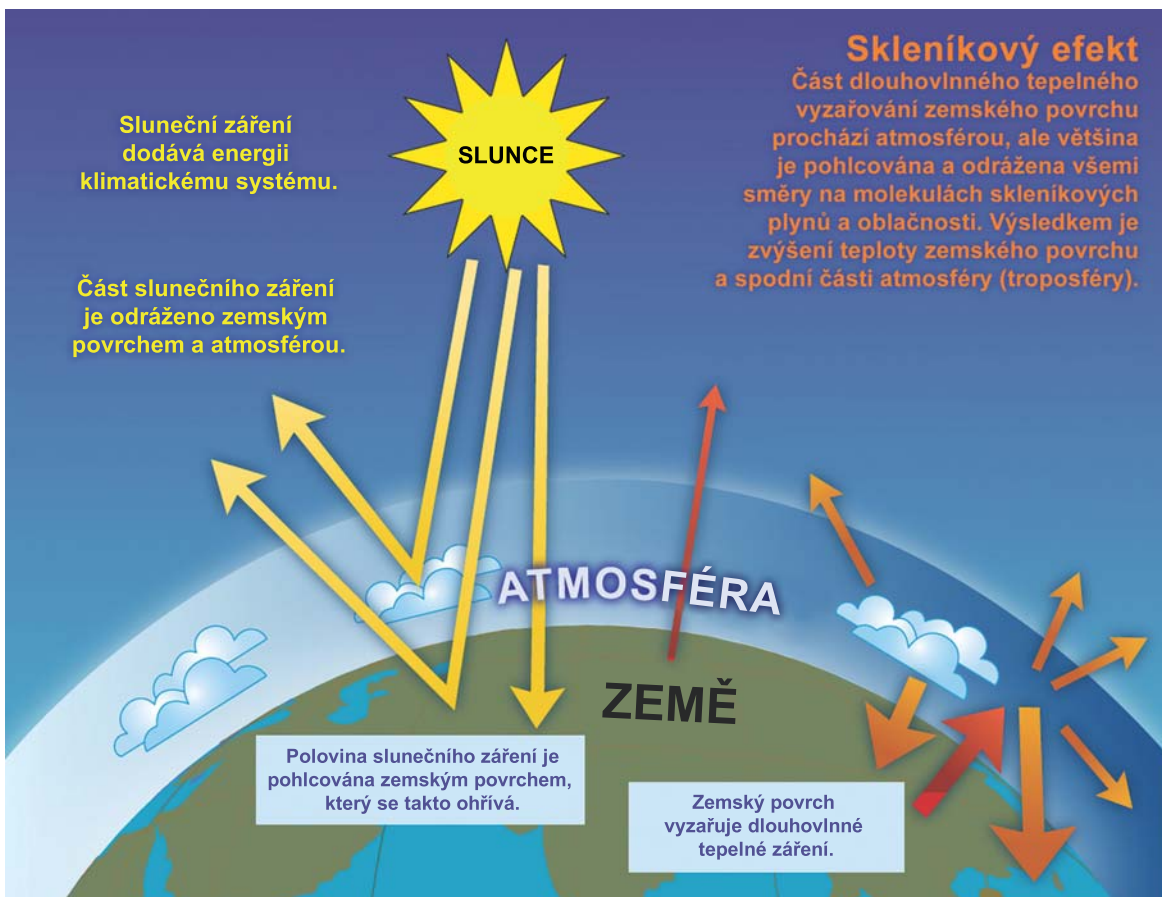 Skleníkový efekt
Část dlouhovlnného tepelného
vyzařování zemského povrchu
prochází atmosférou, ale většina
je pohlcována a odrážena všemi
směry na molekulách skleníkových
plynů a oblačnosti. Výsledkem je
zvýšení teploty zemského povrchu
a spodní části atmosféry (troposféry).
Sluneční záření
dodává energii
klimatickému systému.
SLUNCE
Část slunečního záření
je odráženo zemským
povrchem a atmosférou.
ATMOSFÉRA
ZEMĚ
Polovina slunečního záření je
pohlcována zemským povrchem,
který se takto ohřívá.
Zemský povrch
vyzařuje dlouhovlnné
tepelné záření.